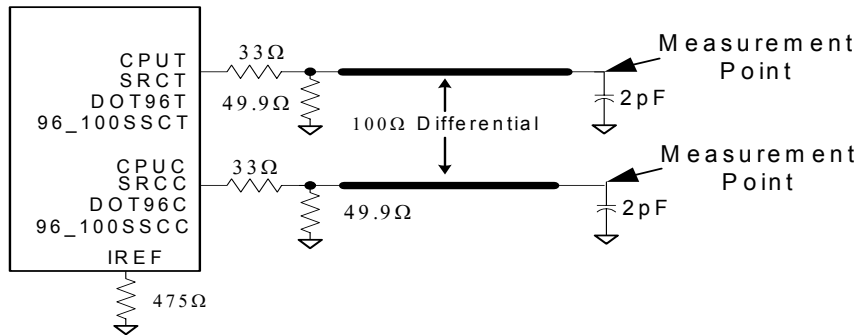 CPUT
SRCT
DOT96T
96_100SSCT
33Ω
49.9Ω
Measurement
Point
2pF
100Ω Differential
CPUC
SRCC
DOT96C
96_100SSCC
33Ω
49.9Ω
Measurement
Point
2pF
IREF
475Ω